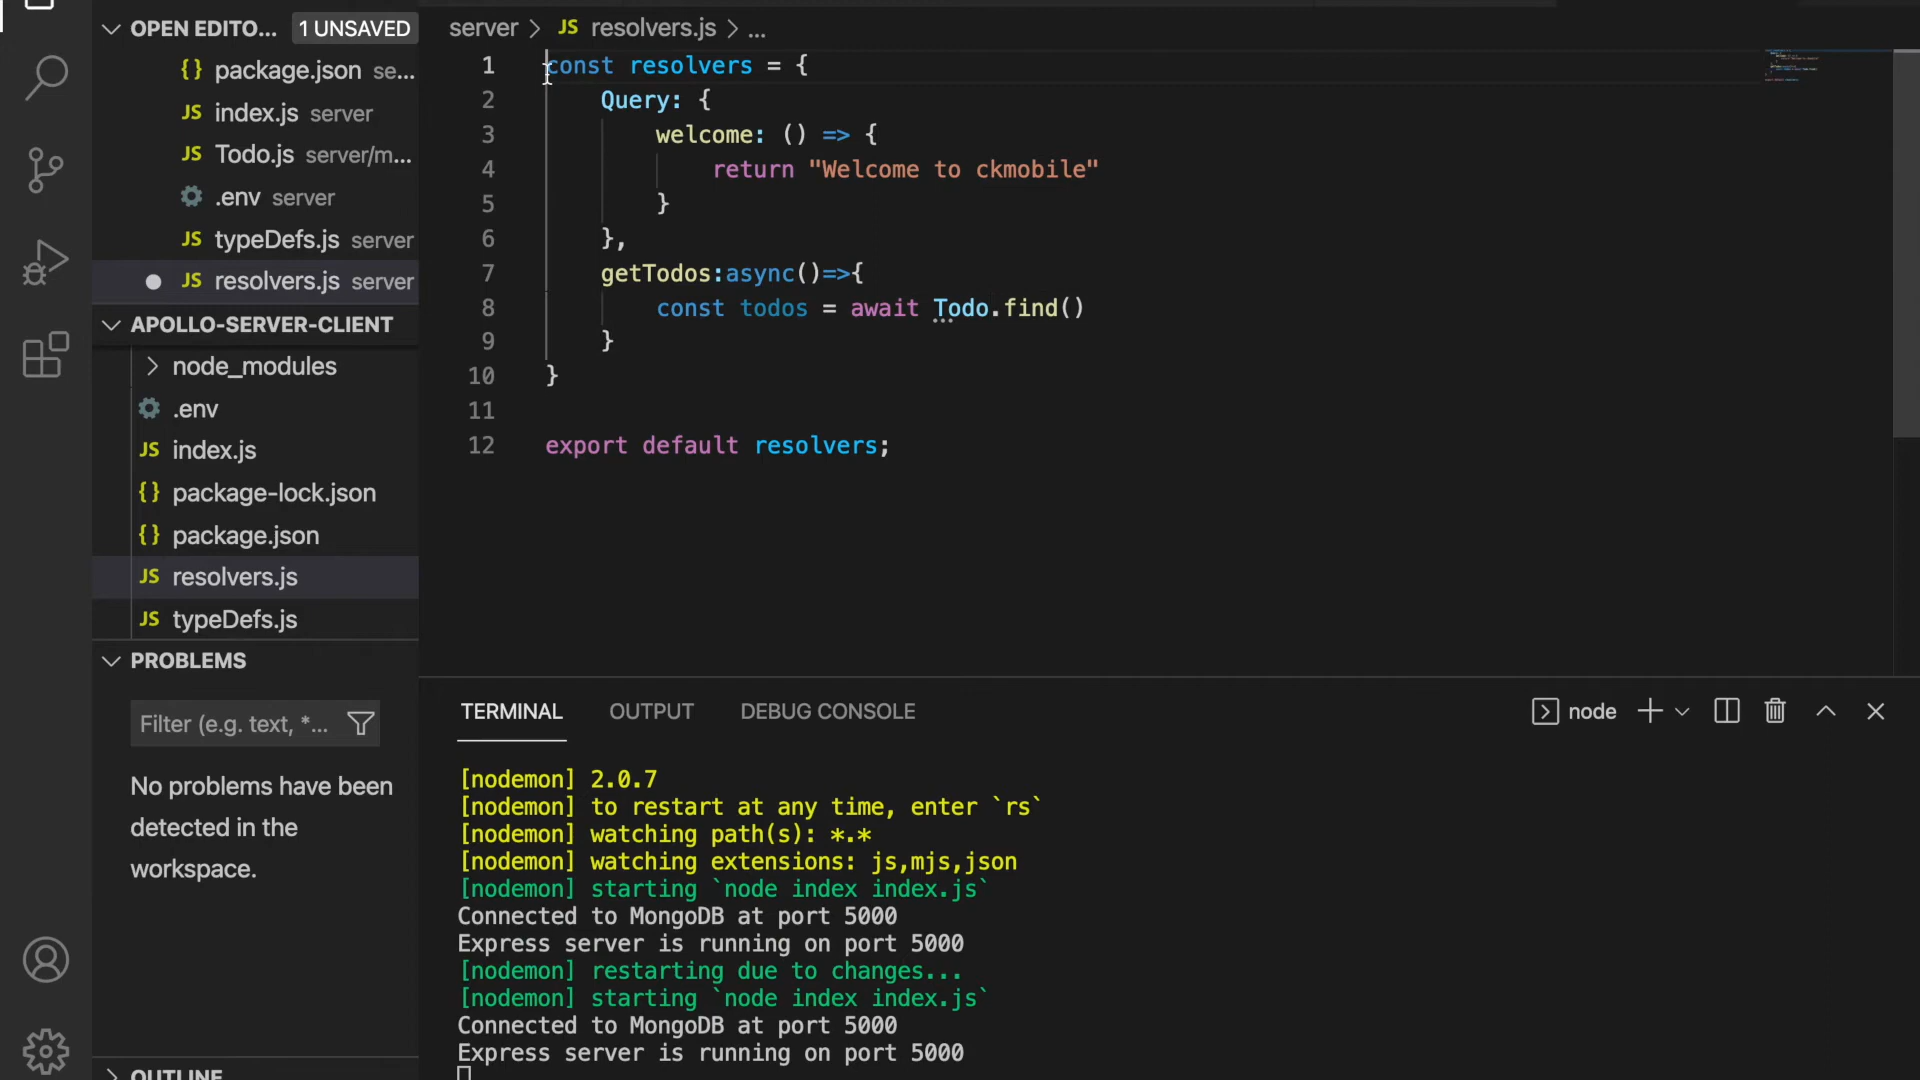 OPEN EDITO... 1 UNSAVED
{} package.json se...
JS index.js server
JS Todo.js server/m...
.env server
JS typeDefs.js server
JS resolvers.js server
APOLLO-SERVER-CLIENT
node_modules
.env
JS index.js
{} package-lock.json
{} package.json
JS resolvers.js
JS typeDefs.js
PROBLEMS
Filter (e.g. text, *...
No problems have been
detected in the
workspace.
OUTLINE
server > JS resolvers.js > ...
1 const resolvers = {
2 Query: {
3 welcome: () => {
4 return "Welcome to ckmobile"
5 }
6 },
7 getTodos:async()=>{
8 const todos = await Todo.find()
9 }
10 }
11
12 export default resolvers;
TERMINAL OUTPUT DEBUG CONSOLE node
[nodemon] 2.0.7
[nodemon] to restart at any time, enter `rs`
[nodemon] watching path(s): *.*
[nodemon] watching extensions: js,mjs,json
[nodemon] starting `node index index.js`
Connected to MongoDB at port 5000
Express server is running on port 5000
[nodemon] restarting due to changes...
[nodemon] starting `node index index.js`
Connected to MongoDB at port 5000
Express server is running on port 5000